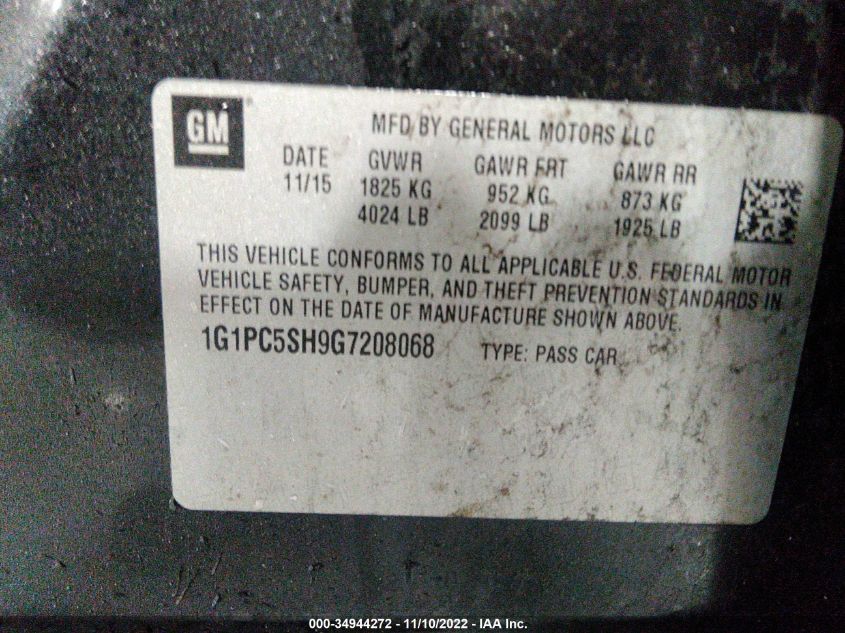 GM®
MFD BY GENERAL MOTORS LLC
DATE GVWR GAWR FRT GAWR RR
11/15 1825 KG 952 KG 873 KG
4024 LB 2099 LB 1925 LB
THIS VEHICLE CONFORMS TO ALL APPLICABLE U.S. FEDERAL MOTOR
VEHICLE SAFETY, BUMPER, AND THEFT PREVENTION STANDARDS IN
EFFECT ON THE DATE OF MANUFACTURE SHOWN ABOVE.
1G1PC5SH9G7208068 TYPE: PASS CAR
000-34944272 - 11/10/2022 - IAA Inc.